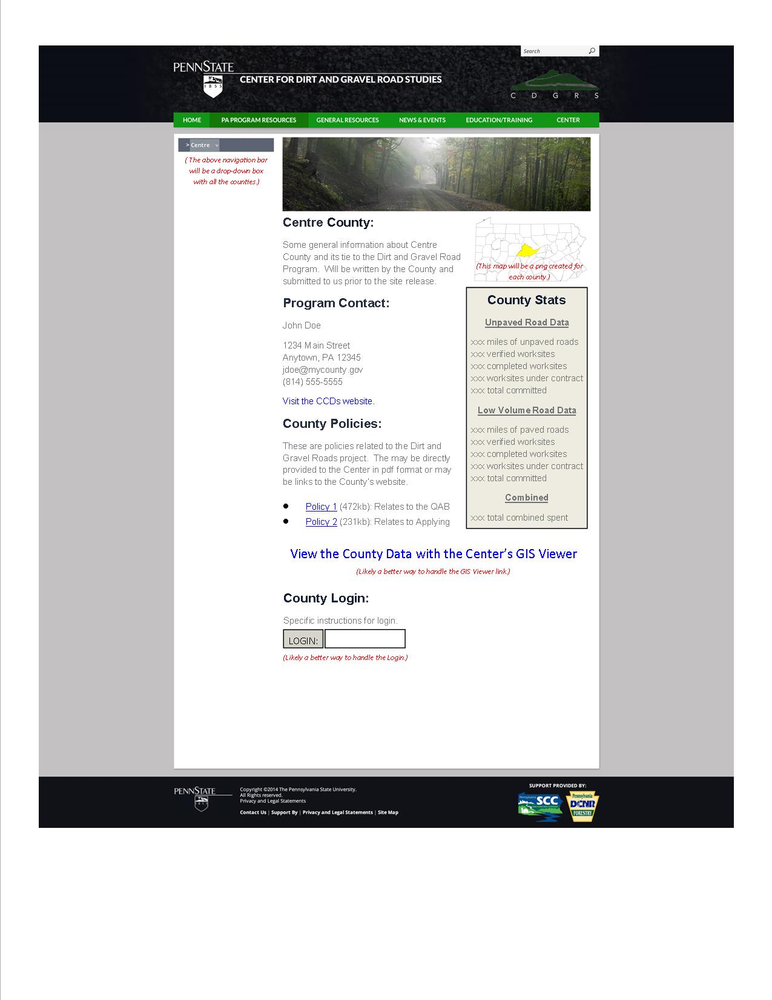 Search
PENNSTATE
1855
CENTER FOR DIRT AND GRAVEL ROAD STUDIES
C D G R S
HOME PA PROGRAM RESOURCES GENERAL RESOURCES NEWS & EVENTS EDUCATION/TRAINING CENTER
> Centre v
( The above navigation bar
will be a drop-down box
with all the counties.)
Centre County:
Some general information about Centre
County and its tie to the Dirt and Gravel Road
Program. Will be written by the County and
submitted to us prior to the site release.
(This map will be a png created for
each county.)
Program Contact:
John Doe
1234 Main Street
Anytown, PA 12345
jdoe@mycounty.gov
(814) 555-5555
Visit the CCDs website.
County Policies:
These are policies related to the Dirt and
Gravel Roads project. The may be directly
provided to the Center in pdf format or may
be links to the County's website.
● Policy 1 (472kb): Relates to the QAB
● Policy 2 (231kb): Relates to Applying
County Stats
Unpaved Road Data
xxx miles of unpaved roads
xxx verified worksites
xxx completed worksites
xxx worksites under contract
xxx total committed
Low Volume Road Data
xxx miles of paved roads
xxx verified worksites
xxx completed worksites
xxx worksites under contract
xxx total committed
Combined
xxx total combined spent
View the County Data with the Center's GIS Viewer
(Likely a better way to handle the GIS Viewer link.)
County Login:
Specific instructions for login.
LOGIN:
(Likely a better way to handle the Login.)
PENNSTATE
1855
Copyright ©2014 The Pennsylvania State University.
All Rights reserved.
Privacy and Legal Statements
Contact Us | Support By | Privacy and Legal Statements | Site Map
SUPPORT PROVIDED BY:
Pennsylvania
SCC
Pennsylvania
DCNR
FORESTRY